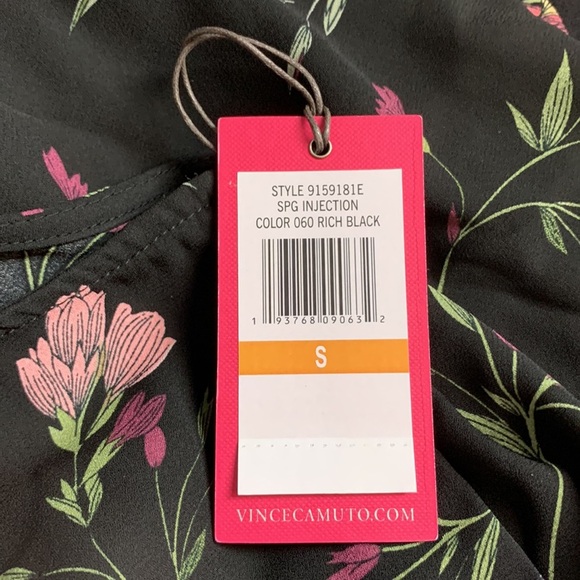 STYLE 9159181E
SPG INJECTION
COLOR 060 RICH BLACK
1 93768 09063 2
S
VINCECAMUTO.COM